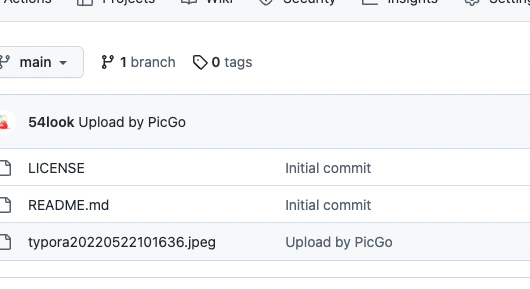 Actions Projects Wiki Security Insights Settings
main 1 branch 0 tags
54look Upload by PicGo
LICENSE Initial commit
README.md Initial commit
typora20220522101636.jpeg Upload by PicGo